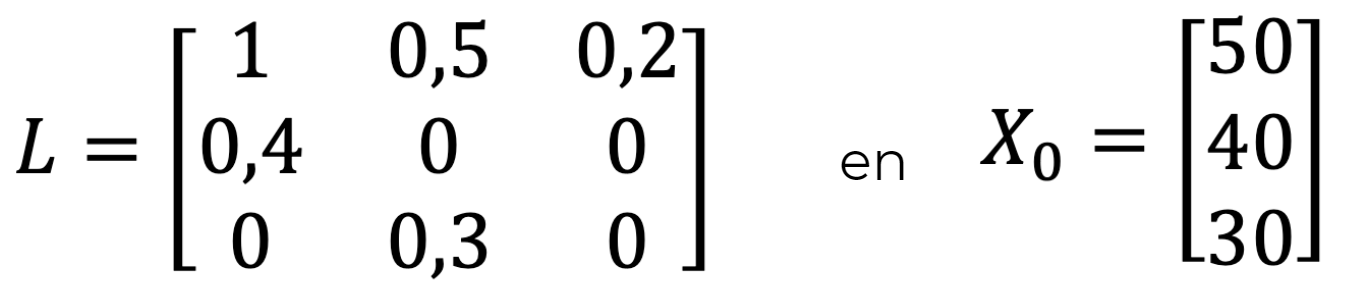 L = [1 0,5 0,2; 0,4 0 0; 0 0,3 0] en X₀ = [50; 40; 30]